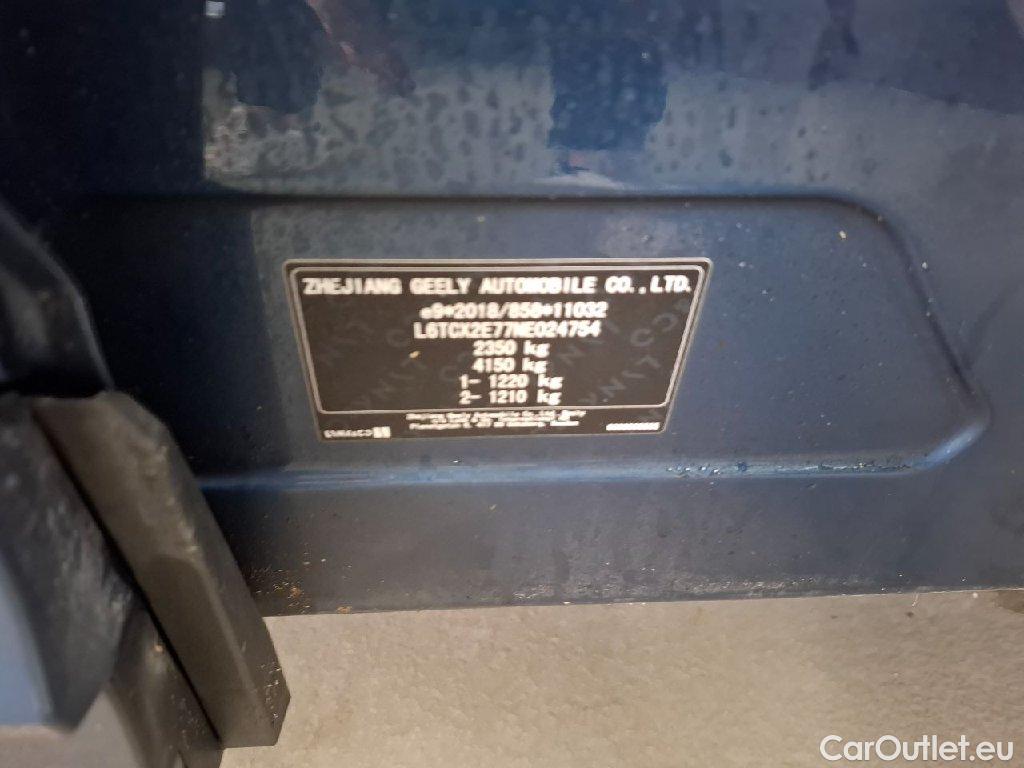 ZHEJIANG GEELY AUTOMOBILE CO., LTD.
e9*2018/858*11032
L6TCX2E77NE024754
2350 kg
4150 kg
1- 1220 kg
2- 1210 kg
CarOutlet.eu